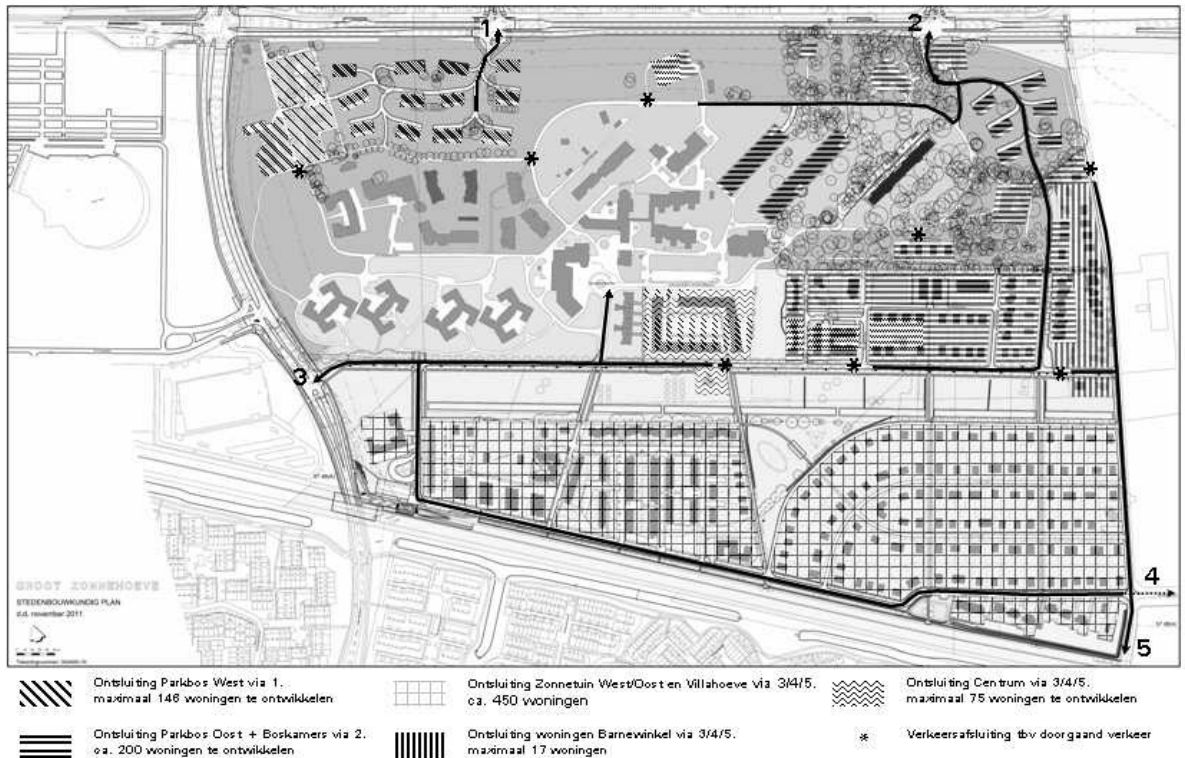 1
2
3
4
5
GROOT ZONNEHOEVE
STEDENBOUWKUNDIG PLAN
d.d. november 2011
Ontsluiting Parkbos West via 1.
maximaal 146 woningen te ontwikkelen
Ontsluiting Zonnetuin West/Oost en Villahoeve via 3/4/5.
ca. 450 woningen
Ontsluiting Centrum via 3/4/5.
maximaal 75 woningen te ontwikkelen
Ontsluiting Parkbos Oost + Boskamers via 2.
ca. 200 woningen te ontwikkelen
Ontsluiting woningen Barnewinkel via 3/4/5.
maximaal 17 woningen
* Verkeersafsluiting tbv doorgaand verkeer